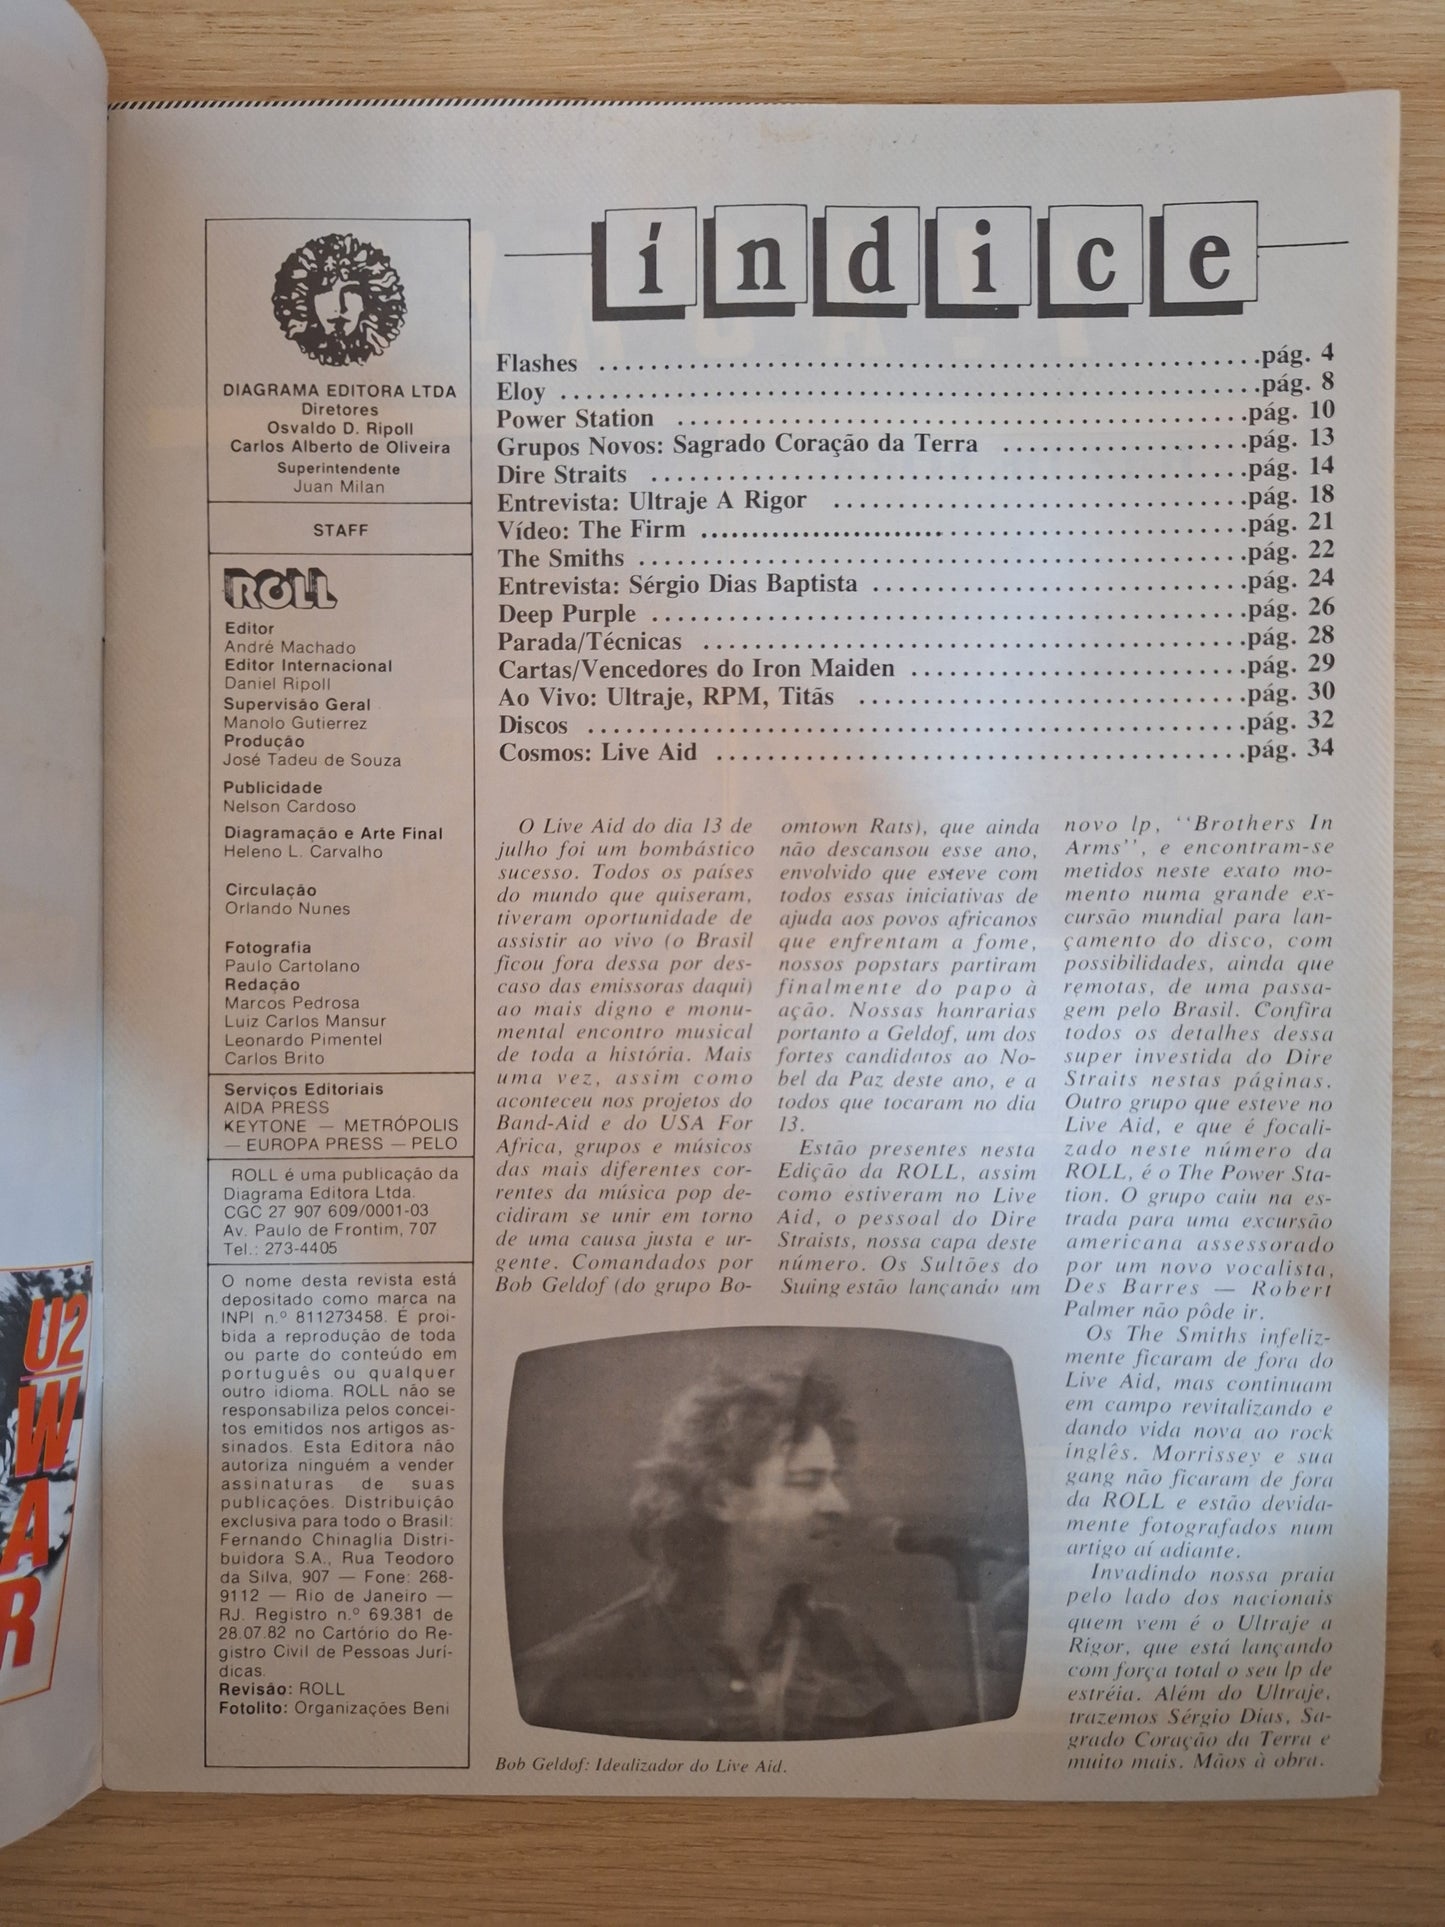 índice
DIAGRAMA EDITORA LTDA
Diretores
Osvaldo D. Ripoll
Carlos Alberto de Oliveira
Superintendente
Juan Milan
STAFF
ROLL
Editor
André Machado
Editor Internacional
Daniel Ripoll
Supervisão Geral
Manolo Gutierrez
Produção
José Tadeu de Souza
Publicidade
Nelson Cardoso
Diagramação e Arte Final
Heleno L. Carvalho
Circulação
Orlando Nunes
Fotografia
Paulo Cartolano
Redação
Marcos Pedrosa
Luiz Carlos Mansur
Leonardo Pimentel
Carlos Brito
Serviços Editoriais
AIDA PRESS
KEYTONE — METRÓPOLIS
— EUROPA PRESS — PELO
ROLL é uma publicação da
Diagrama Editora Ltda.
CGC 27 907 609/0001-03
Av. Paulo de Frontim, 707
Tel.: 273-4405
O nome desta revista está
depositado como marca na
INPI n.º 811273458. É proi-
bida a reprodução de toda
ou parte do conteúdo em
português ou qualquer
outro idioma. ROLL não se
responsabiliza pelos concei-
tos emitidos nos artigos as-
sinados. Esta Editora não
autoriza ninguém a vender
assinaturas de suas
publicações. Distribuição
exclusiva para todo o Brasil:
Fernando Chinaglia Distri-
buidora S.A., Rua Teodoro
da Silva, 907 — Fone: 268-
9112 — Rio de Janeiro —
RJ. Registro n.º 69.381 de
28.07.82 no Cartório do Re-
gistro Civil de Pessoas Jurí-
dicas.
Revisão: ROLL
Fotolito: Organizações Beni
Flashes ..........pág. 4
Eloy ..........pág. 8
Power Station ..........pág. 10
Grupos Novos: Sagrado Coração da Terra ..........pág. 13
Dire Straits ..........pág. 14
Entrevista: Ultraje A Rigor ..........pág. 18
Vídeo: The Firm ..........pág. 21
The Smiths ..........pág. 22
Entrevista: Sérgio Dias Baptista ..........pág. 24
Deep Purple ..........pág. 26
Parada/Técnicas ..........pág. 28
Cartas/Vencedores do Iron Maiden ..........pág. 29
Ao Vivo: Ultraje, RPM, Titãs ..........pág. 30
Discos ..........pág. 32
Cosmos: Live Aid ..........pág. 34
O Live Aid do dia 13 de
julho foi um bombástico
sucesso. Todos os países
do mundo que quiseram,
tiveram oportunidade de
assistir ao vivo (o Brasil
ficou fora dessa por des-
caso das emissoras daqui)
ao mais digno e monu-
mental encontro musical
de toda a história. Mais
uma vez, assim como
aconteceu nos projetos do
Band-Aid e do USA For
Africa, grupos e músicos
das mais diferentes cor-
rentes da música pop de-
cidiram se unir em torno
de uma causa justa e ur-
gente. Comandados por
Bob Geldof (do grupo Bo-
omtown Rats), que ainda
não descansou esse ano,
envolvido que esteve com
todos essas iniciativas de
ajuda aos povos africanos
que enfrentam a fome,
nossos popstars partiram
finalmente do papo à
ação. Nossas honrarias
portanto a Geldof, um dos
fortes candidatos ao No-
bel da Paz deste ano, e a
todos que tocaram no dia
13.
Estão presentes nesta
Edição da ROLL, assim
como estiveram no Live
Aid, o pessoal do Dire
Straists, nossa capa deste
número. Os Sultões do
Swing estão lançando um
novo lp, ‘‘Brothers In
Arms’’, e encontram-se
metidos neste exato mo-
mento numa grande ex-
cursão mundial para lan-
çamento do disco, com
possibilidades, ainda que
remotas, de uma passa-
gem pelo Brasil. Confira
todos os detalhes dessa
super investida do Dire
Straits nestas páginas.
Outro grupo que esteve no
Live Aid, e que é focali-
zado neste número da
ROLL, é o The Power Sta-
tion. O grupo caiu na es-
trada para uma excursão
americana assessorado
por um novo vocalista,
Des Barres — Robert
Palmer não pôde ir.
Os The Smiths infeliz-
mente ficaram de fora do
Live Aid, mas continuam
em campo revitalizando e
dando vida nova ao rock
inglês. Morrissey e sua
gang não ficaram de fora
da ROLL e estão devida-
mente fotografados num
artigo aí adiante.
Invadindo nossa praia
pelo lado dos nacionais
quem vem é o Ultraje a
Rigor, que está lançando
com força total o seu lp de
estréia. Além do Ultraje,
trazemos Sérgio Dias, Sa-
grado Coração da Terra e
muito mais. Mãos à obra.
Bob Geldof: Idealizador do Live Aid.
U2
W
A
R